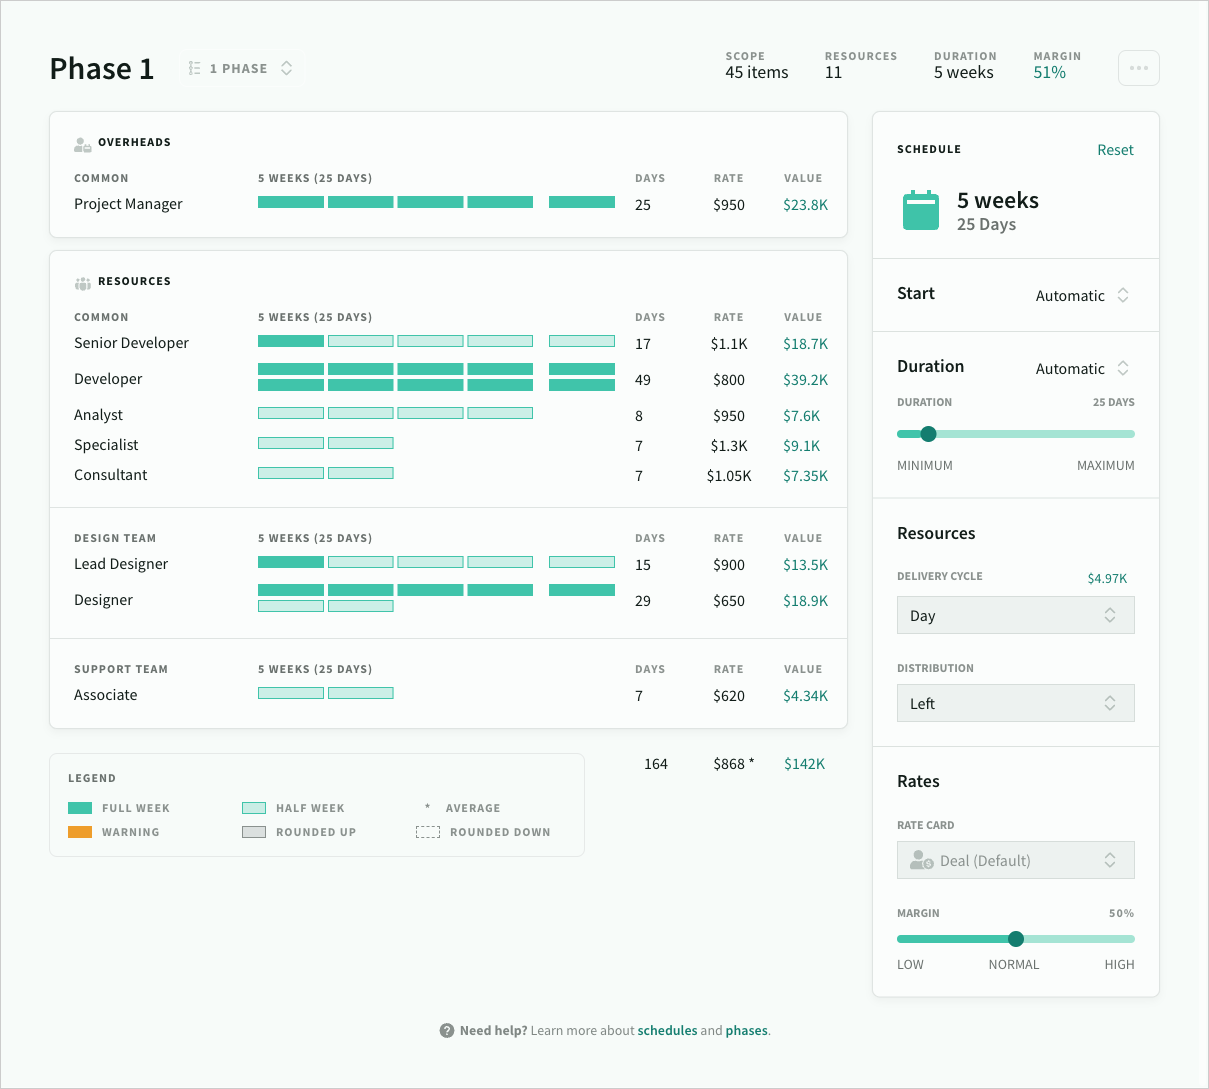 Phase 1
1 PHASE
SCOPE RESOURCES DURATION MARGIN
45 items 11 5 weeks 51%
OVERHEADS
COMMON 5 WEEKS (25 DAYS) DAYS RATE VALUE
Project Manager 25 $950 $23.8K
RESOURCES
COMMON 5 WEEKS (25 DAYS) DAYS RATE VALUE
Senior Developer 17 $1.1K $18.7K
Developer 49 $800 $39.2K
Analyst 8 $950 $7.6K
Specialist 7 $1.3K $9.1K
Consultant 7 $1.05K $7.35K
DESIGN TEAM 5 WEEKS (25 DAYS) DAYS RATE VALUE
Lead Designer 15 $900 $13.5K
Designer 29 $650 $18.9K
SUPPORT TEAM 5 WEEKS (25 DAYS) DAYS RATE VALUE
Associate 7 $620 $4.34K
164 $868 * $142K
LEGEND
FULL WEEK HALF WEEK * AVERAGE
WARNING ROUNDED UP ROUNDED DOWN
SCHEDULE Reset
5 weeks
25 Days
Start Automatic
Duration Automatic
DURATION 25 DAYS
MINIMUM MAXIMUM
Resources
DELIVERY CYCLE $4.97K
Day
DISTRIBUTION
Left
Rates
RATE CARD
Deal (Default)
MARGIN 50%
LOW NORMAL HIGH
? Need help? Learn more about schedules and phases.